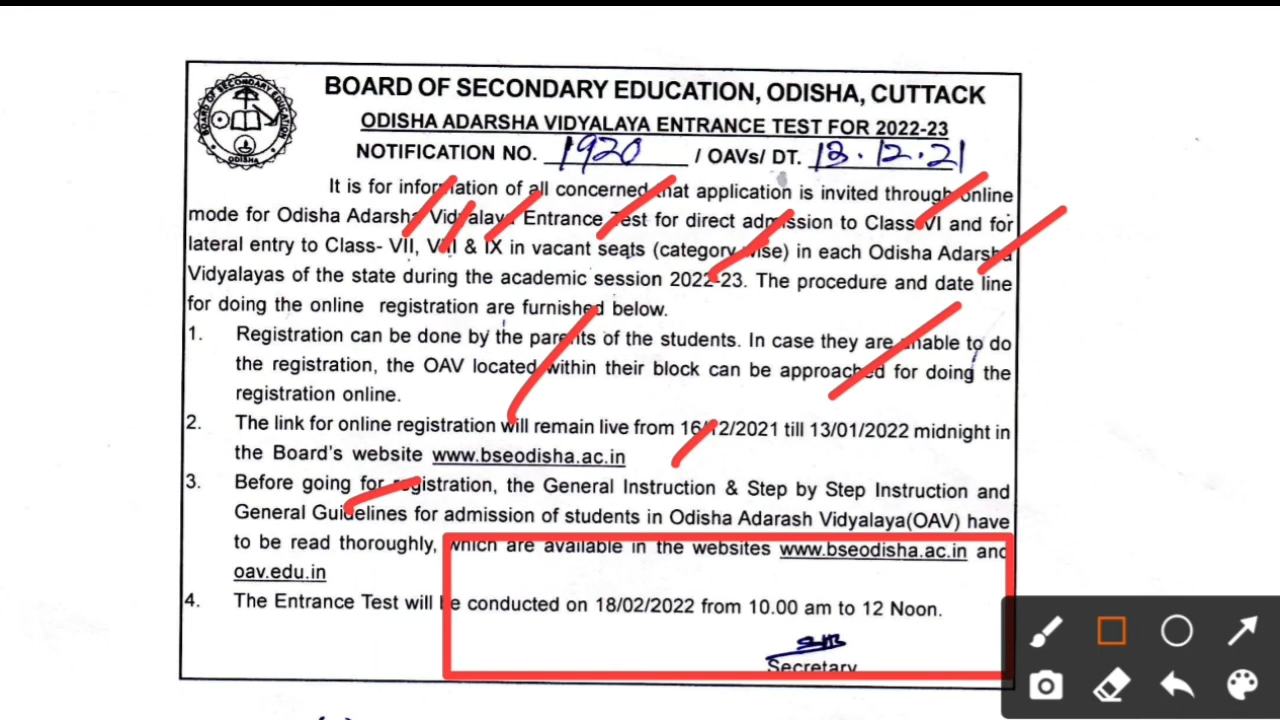 BOARD OF SECONDARY EDUCATION, ODISHA, CUTTACK
ODISHA ADARSHA VIDYALAYA ENTRANCE TEST FOR 2022-23
NOTIFICATION NO. 1920 / OAVs/ DT. 13.12.21
BOARD OF SECONDARY EDUCATION
ODISHA
It is for information of all concerned that application is invited through online
mode for Odisha Adarsha Vidyalaya Entrance Test for direct admission to Class-VI and for
lateral entry to Class- VII, VIII & IX in vacant seats (category wise) in each Odisha Adarsha
Vidyalayas of the state during the academic session 2022-23. The procedure and date line
for doing the online registration are furnished below.
1. Registration can be done by the parents of the students. In case they are unable to do
the registration, the OAV located within their block can be approached for doing the
registration online.
2. The link for online registration will remain live from 16/12/2021 till 13/01/2022 midnight in
the Board's website www.bseodisha.ac.in
3. Before going for registration, the General Instruction & Step by Step Instruction and
General Guidelines for admission of students in Odisha Adarash Vidyalaya(OAV) have
to be read thoroughly, which are available in the websites www.bseodisha.ac.in and
oav.edu.in
4. The Entrance Test will be conducted on 18/02/2022 from 10.00 am to 12 Noon.
Secretary